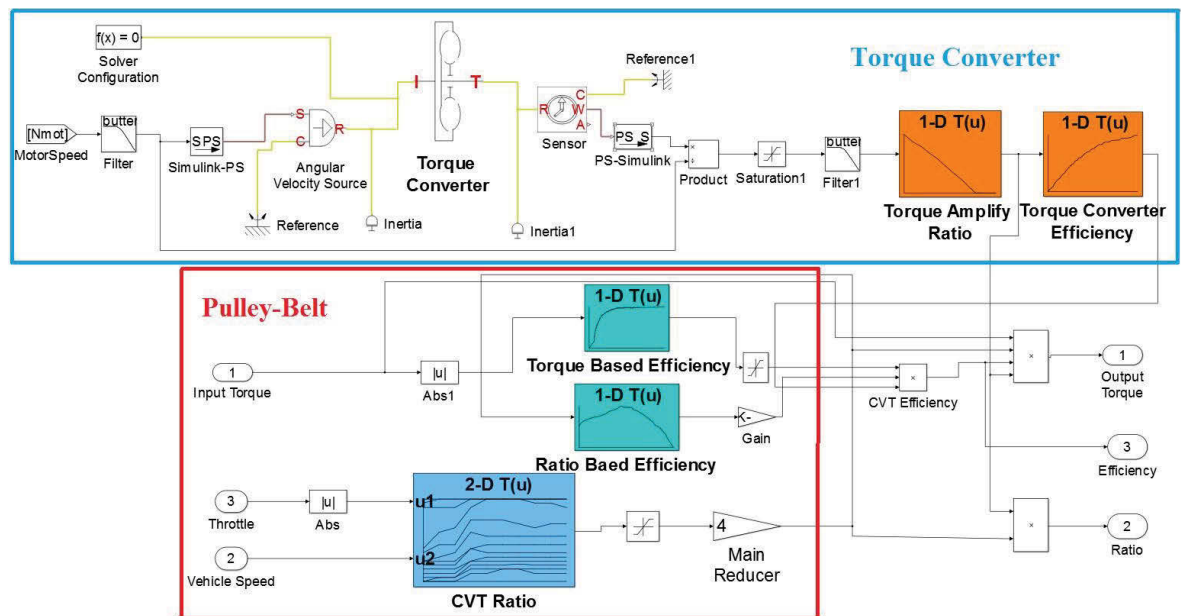 Torque Converter
f(x) = 0
Solver
Configuration
[Nmot]
MotorSpeed
butter
Filter
S PS
Simulink-PS
S
C
R
Angular
Velocity Source
Reference
Inertia
I
T
Torque
Converter
Inertia1
R
C
W
A
Sensor
Reference1
PS S
PS-Simulink
×
÷
Product
Saturation1
butter
Filter1
1-D T(u)
Torque Amplify
Ratio
1-D T(u)
Torque Converter
Efficiency
Pulley-Belt
1
Input Torque
|u|
Abs1
1-D T(u)
Torque Based Efficiency
1-D T(u)
Ratio Baed Efficiency
K-
Gain
×
CVT Efficiency
3
Throttle
|u|
Abs
2
Vehicle Speed
2-D T(u)
u1
u2
CVT Ratio
4
Main
Reducer
×
1
Output
Torque
3
Efficiency
×
2
Ratio